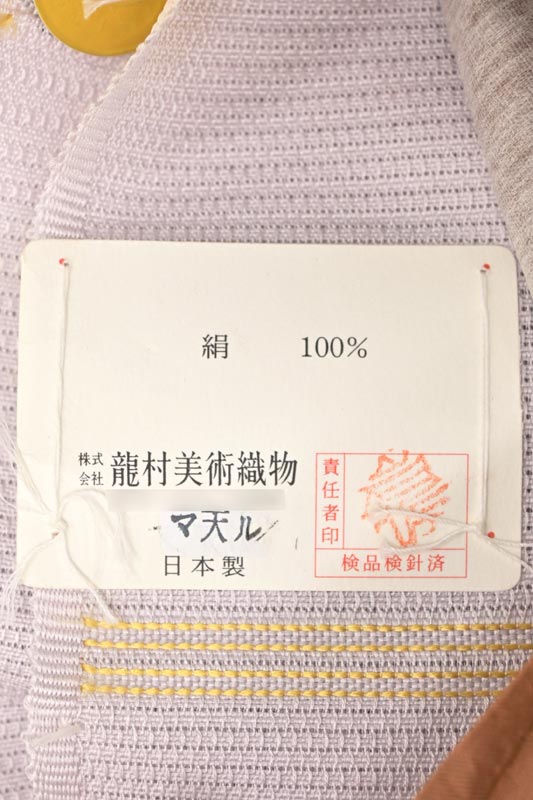 絹 100%
株式会社 龍村美術織物
マ天ル
日本製
責任者印
検品検針済